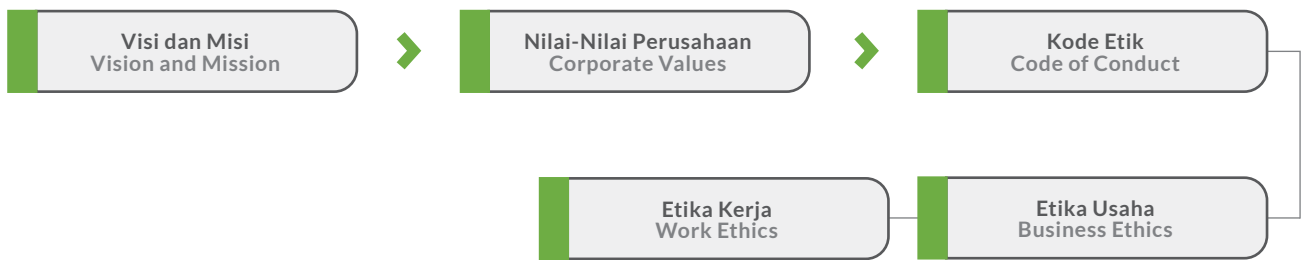 Visi dan Misi
Vision and Mission
Nilai-Nilai Perusahaan
Corporate Values
Kode Etik
Code of Conduct
Etika Kerja
Work Ethics
Etika Usaha
Business Ethics